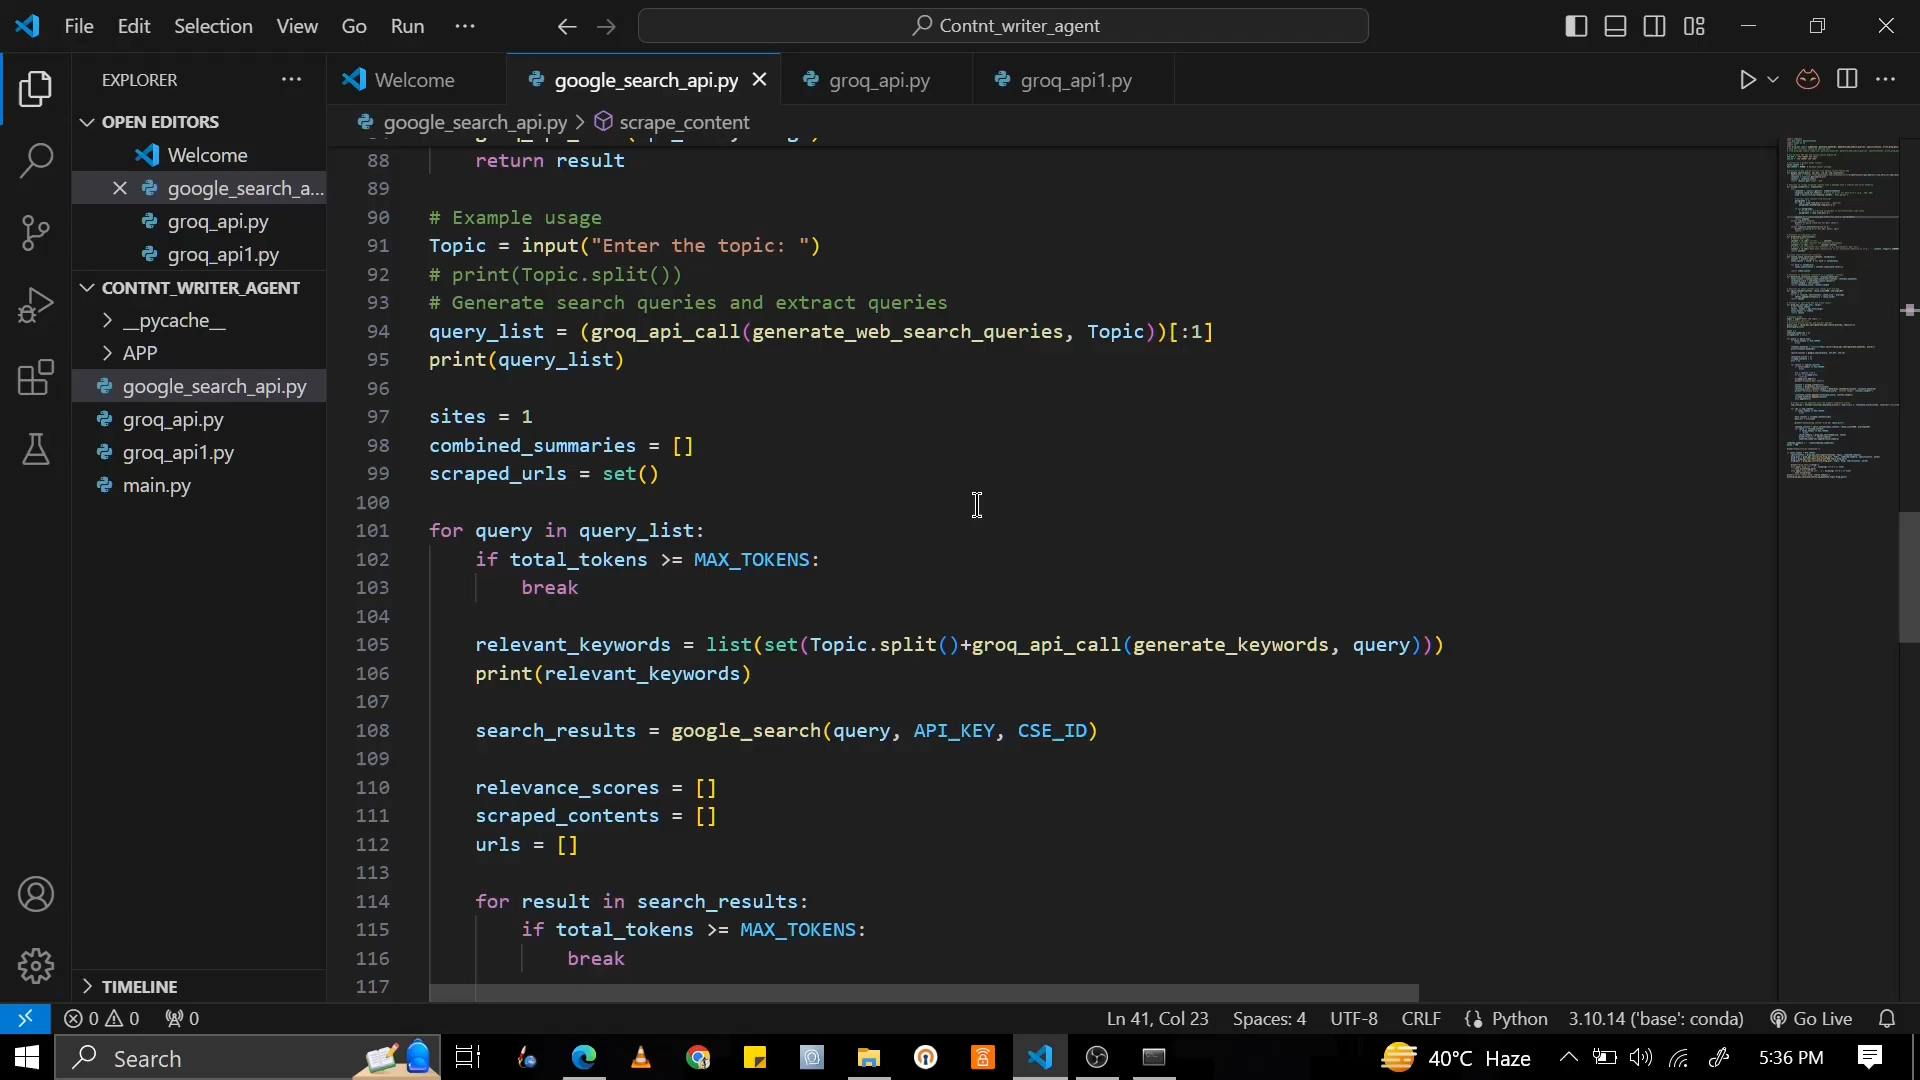 File Edit Selection View Go Run ···
Contnt_writer_agent
EXPLORER
Welcome
google_search_api.py
groq_api.py
groq_api1.py
OPEN EDITORS
google_search_api.py > scrape_content
Welcome
google_search_a...
groq_api.py
groq_api1.py
CONTNT_WRITER_AGENT
__pycache__
APP
google_search_api.py
groq_api.py
groq_api1.py
main.py
TIMELINE
88 return result
89
90 # Example usage
91 Topic = input("Enter the topic: ")
92 # print(Topic.split())
93 # Generate search queries and extract queries
94 query_list = (groq_api_call(generate_web_search_queries, Topic))[:1]
95 print(query_list)
96
97 sites = 1
98 combined_summaries = []
99 scraped_urls = set()
100
101 for query in query_list:
102 if total_tokens >= MAX_TOKENS:
103 break
104
105 relevant_keywords = list(set(Topic.split()+groq_api_call(generate_keywords, query)))
106 print(relevant_keywords)
107
108 search_results = google_search(query, API_KEY, CSE_ID)
109
110 relevance_scores = []
111 scraped_contents = []
112 urls = []
113
114 for result in search_results:
115 if total_tokens >= MAX_TOKENS:
116 break
117
0 0 0 Ln 41, Col 23 Spaces: 4 UTF-8 CRLF Python 3.10.14 ('base': conda) Go Live
Search 40°C Haze 5:36 PM